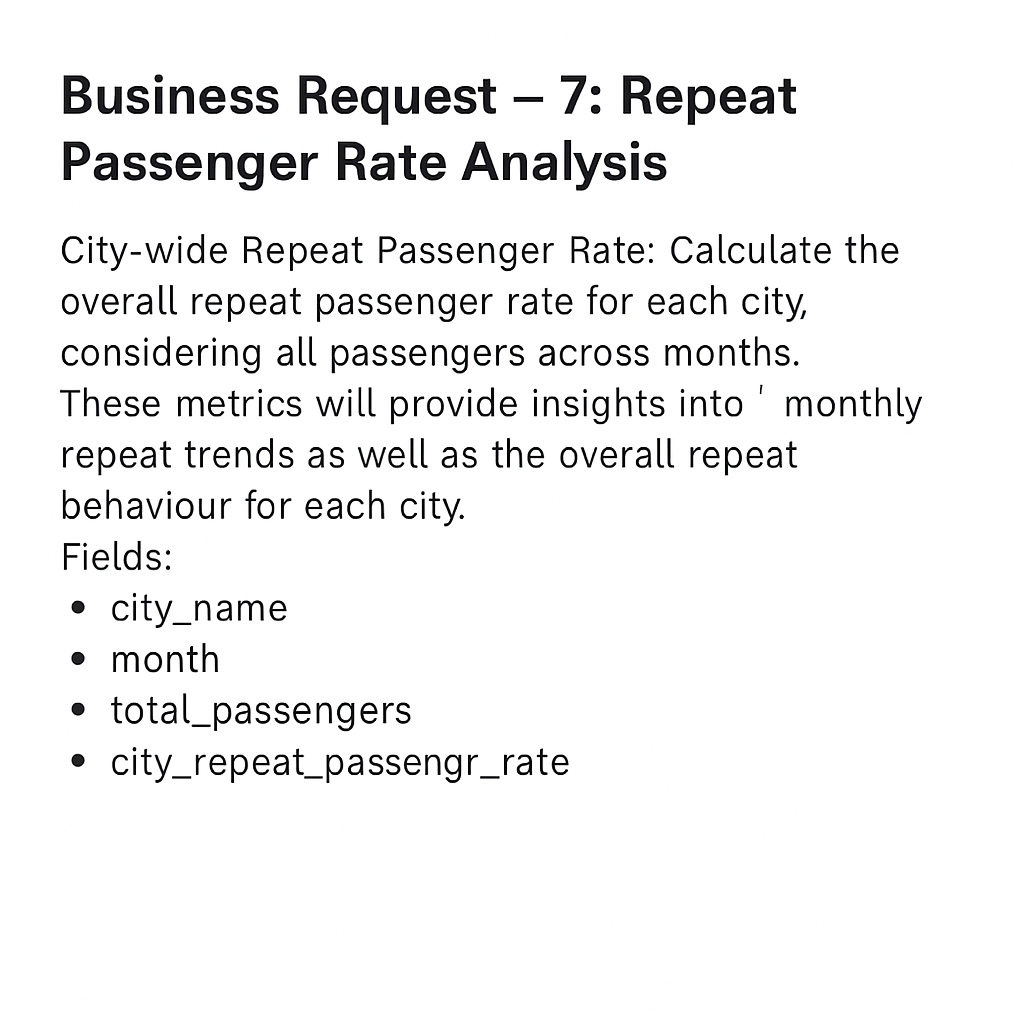 Business Request – 7: Repeat
Passenger Rate Analysis
City-wide Repeat Passenger Rate: Calculate the
overall repeat passenger rate for each city,
considering all passengers across months.
These metrics will provide insights into ′ monthly
repeat trends as well as the overall repeat
behaviour for each city.
Fields:
• city_name
• month
• total_passengers
• city_repeat_passengr_rate